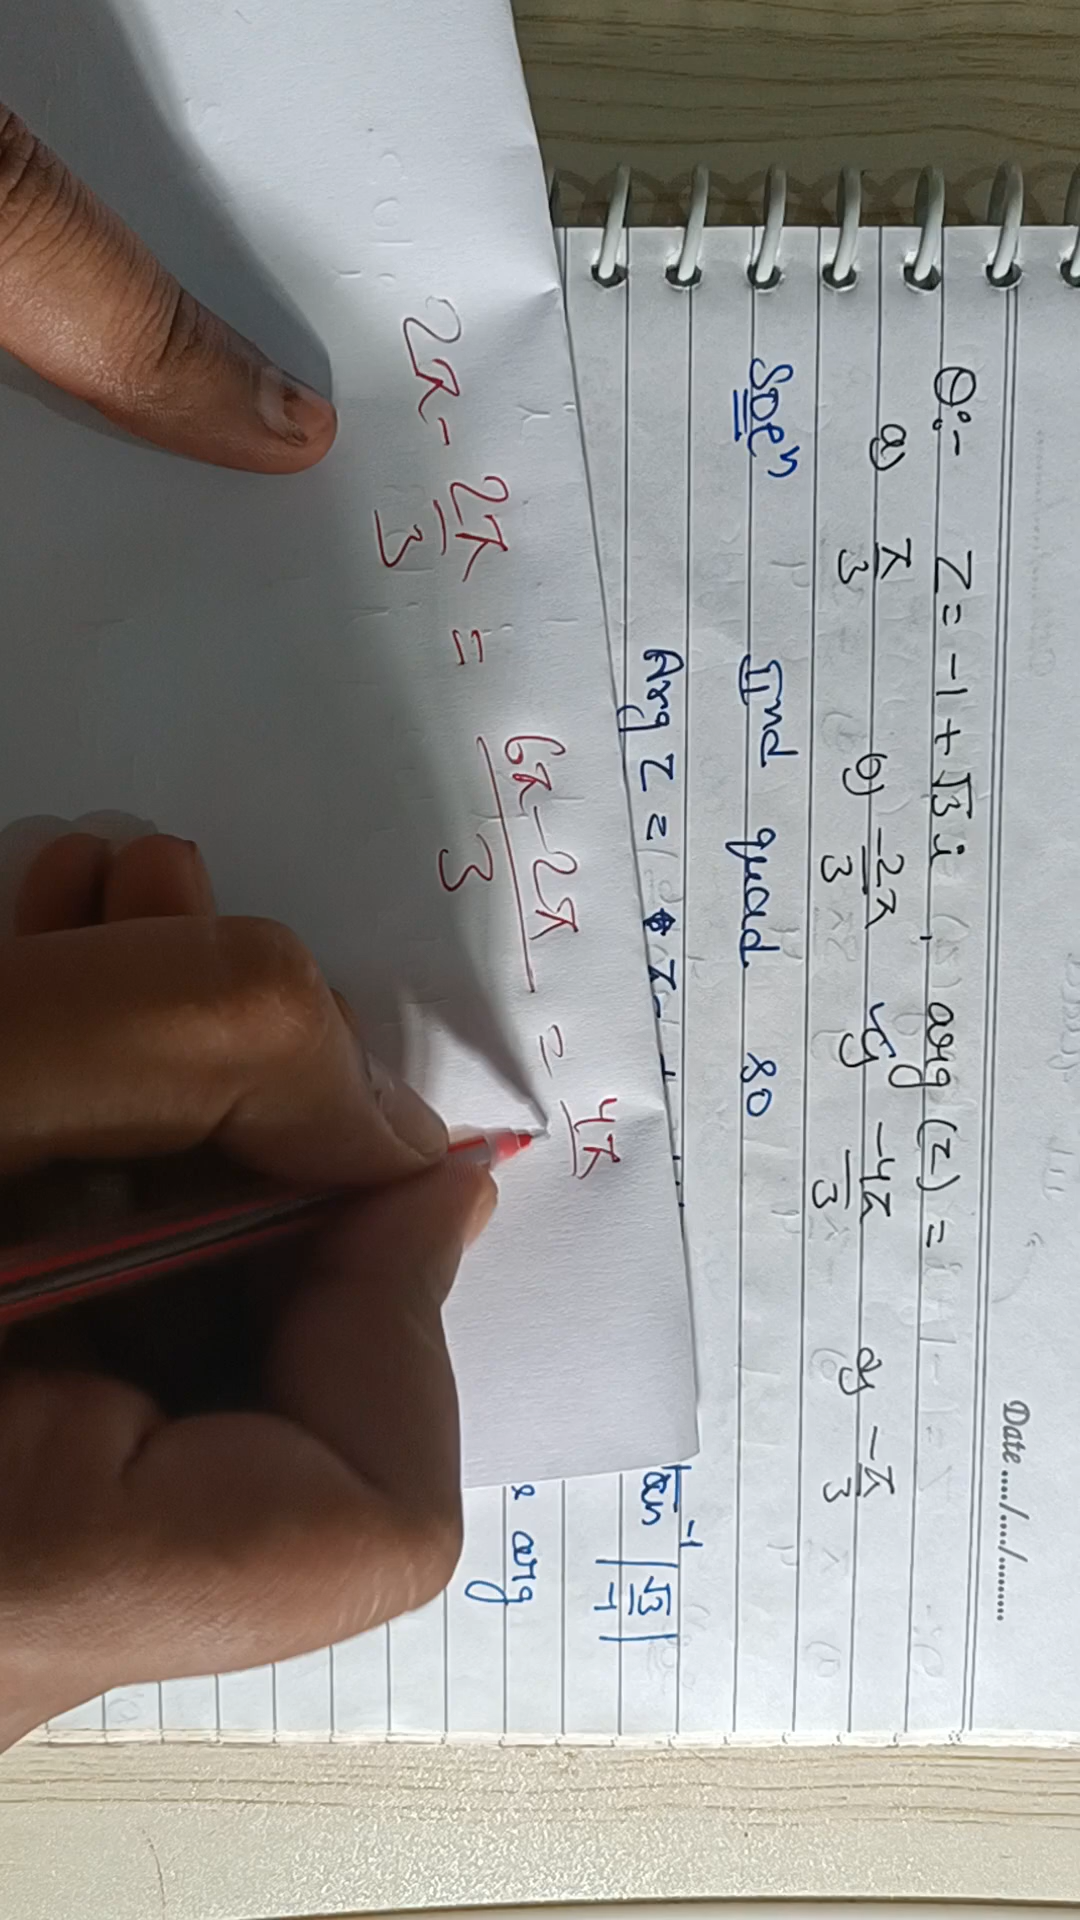 Date ..../..../.........
Q:- Z = -1 + √3 i , arg (z) =
a) π/3 b) -2π/3 c) -4π/3 d) -π/3
Solⁿ IInd quad so
Arg Z = π - tan⁻¹ |√3/-1|
arg
2π - 2π/3 = 6π - 2π/3 = 4π